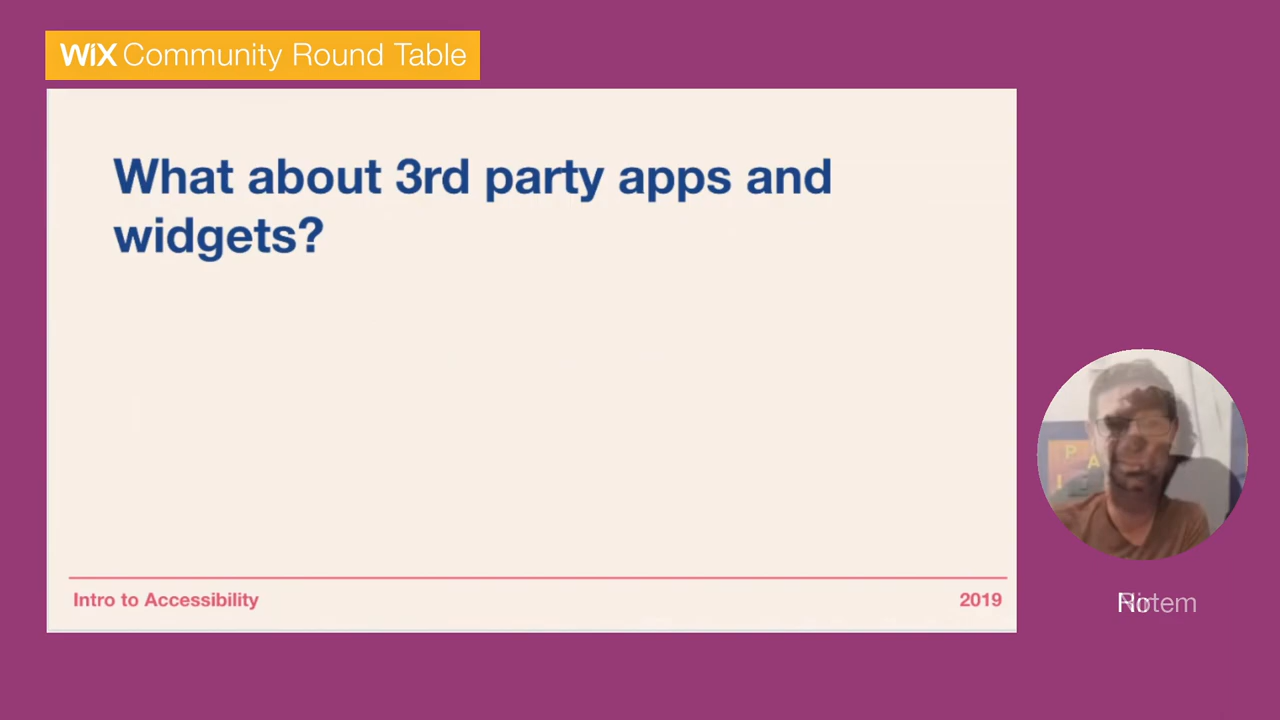 WiX Community Round Table
What about 3rd party apps and
widgets?
P
A
Intro to Accessibility
2019